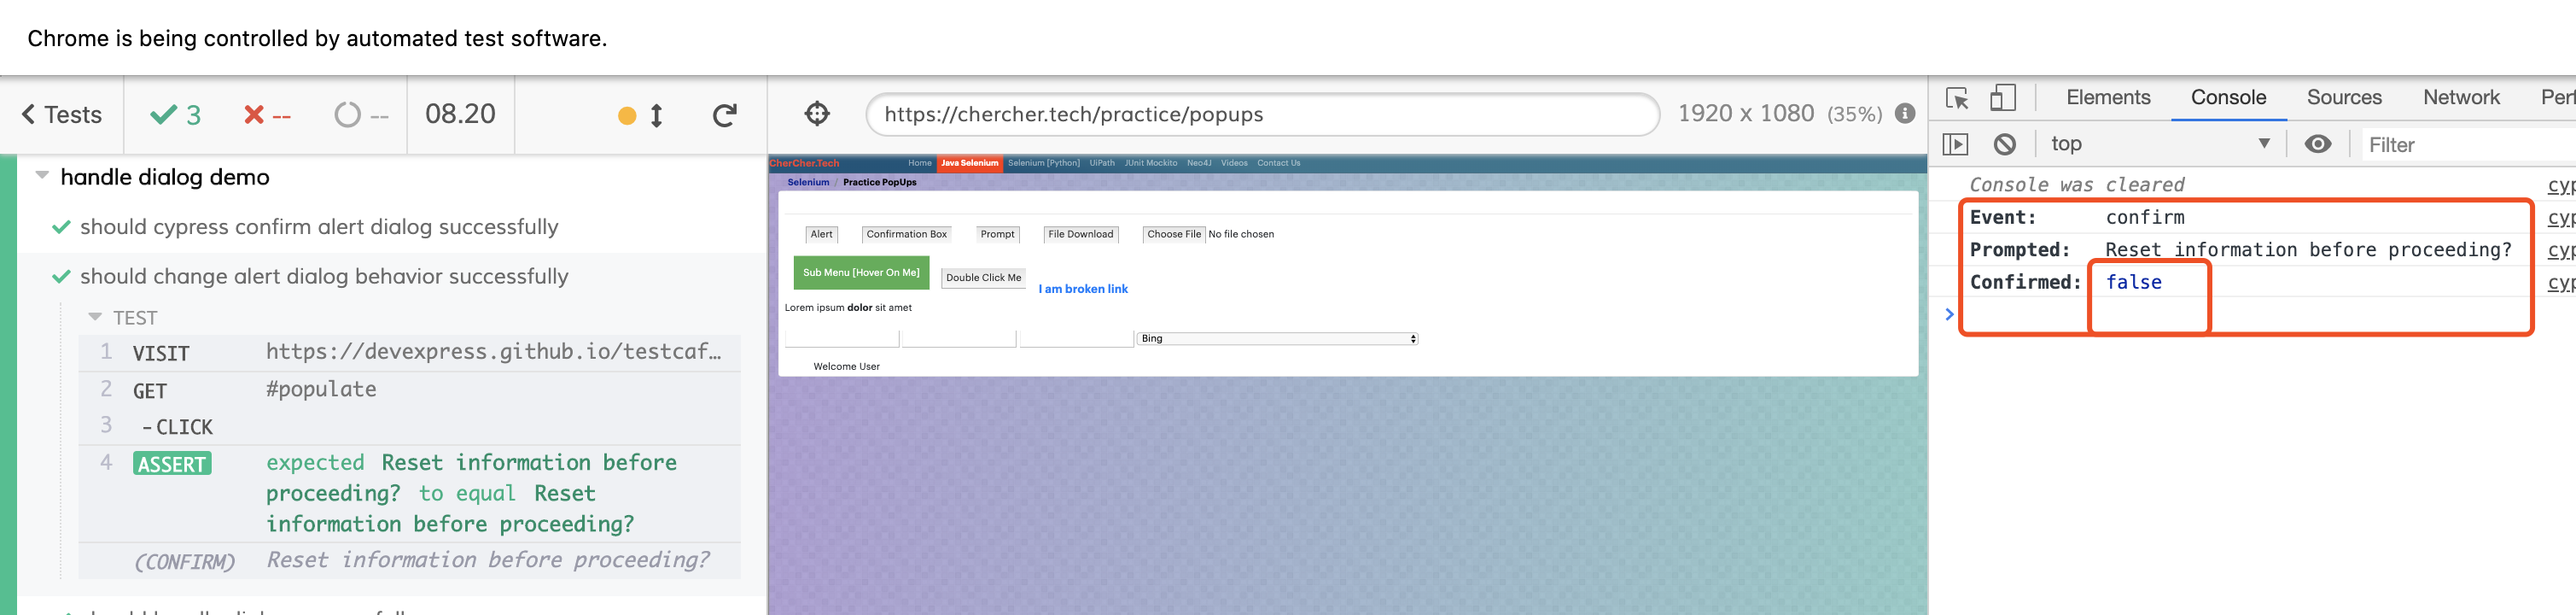 Chrome is being controlled by automated test software.
Tests 3 -- -- 08.20
https://chercher.tech/practice/popups 1920 x 1080 (35%)
Elements Console Sources Network Perf
top Filter
handle dialog demo
should cypress confirm alert dialog successfully
should change alert dialog behavior successfully
TEST
1 VISIT https://devexpress.github.io/testcaf…
2 GET #populate
3 -CLICK
4 ASSERT expected Reset information before
proceeding? to equal Reset
information before proceeding?
(CONFIRM) Reset information before proceeding?
CherCher.Tech Home Java Selenium Selenium [Python] UiPath JUnit Mockito Neo4J Videos Contact Us
Selenium / Practice PopUps
Alert Confirmation Box Prompt File Download Choose File No file chosen
Sub Menu [Hover On Me] Double Click Me I am broken link
Lorem ipsum dolor sit amet
Bing
Welcome User
Console was cleared cyp
Event: confirm cyp
Prompted: Reset information before proceeding? cyp
Confirmed: false cyp